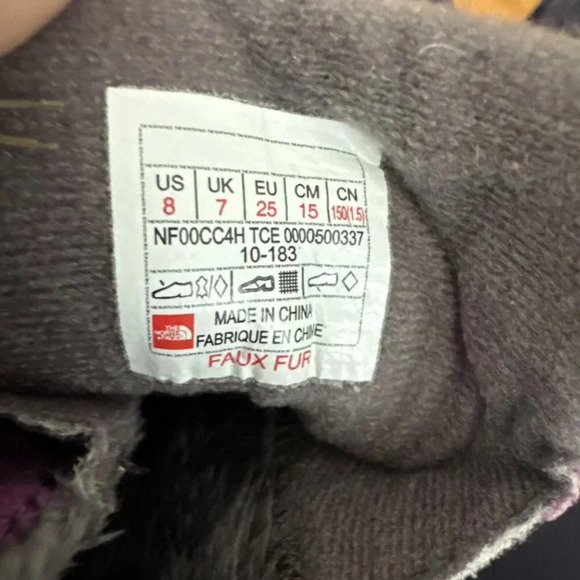 US UK EU CM CN
8 7 25 15 150(1.5)
NF00CC4H TCE 0000500337
10-183
MADE IN CHINA
FABRIQUE EN CHINE
THE NORTH FACE
FAUX FUR